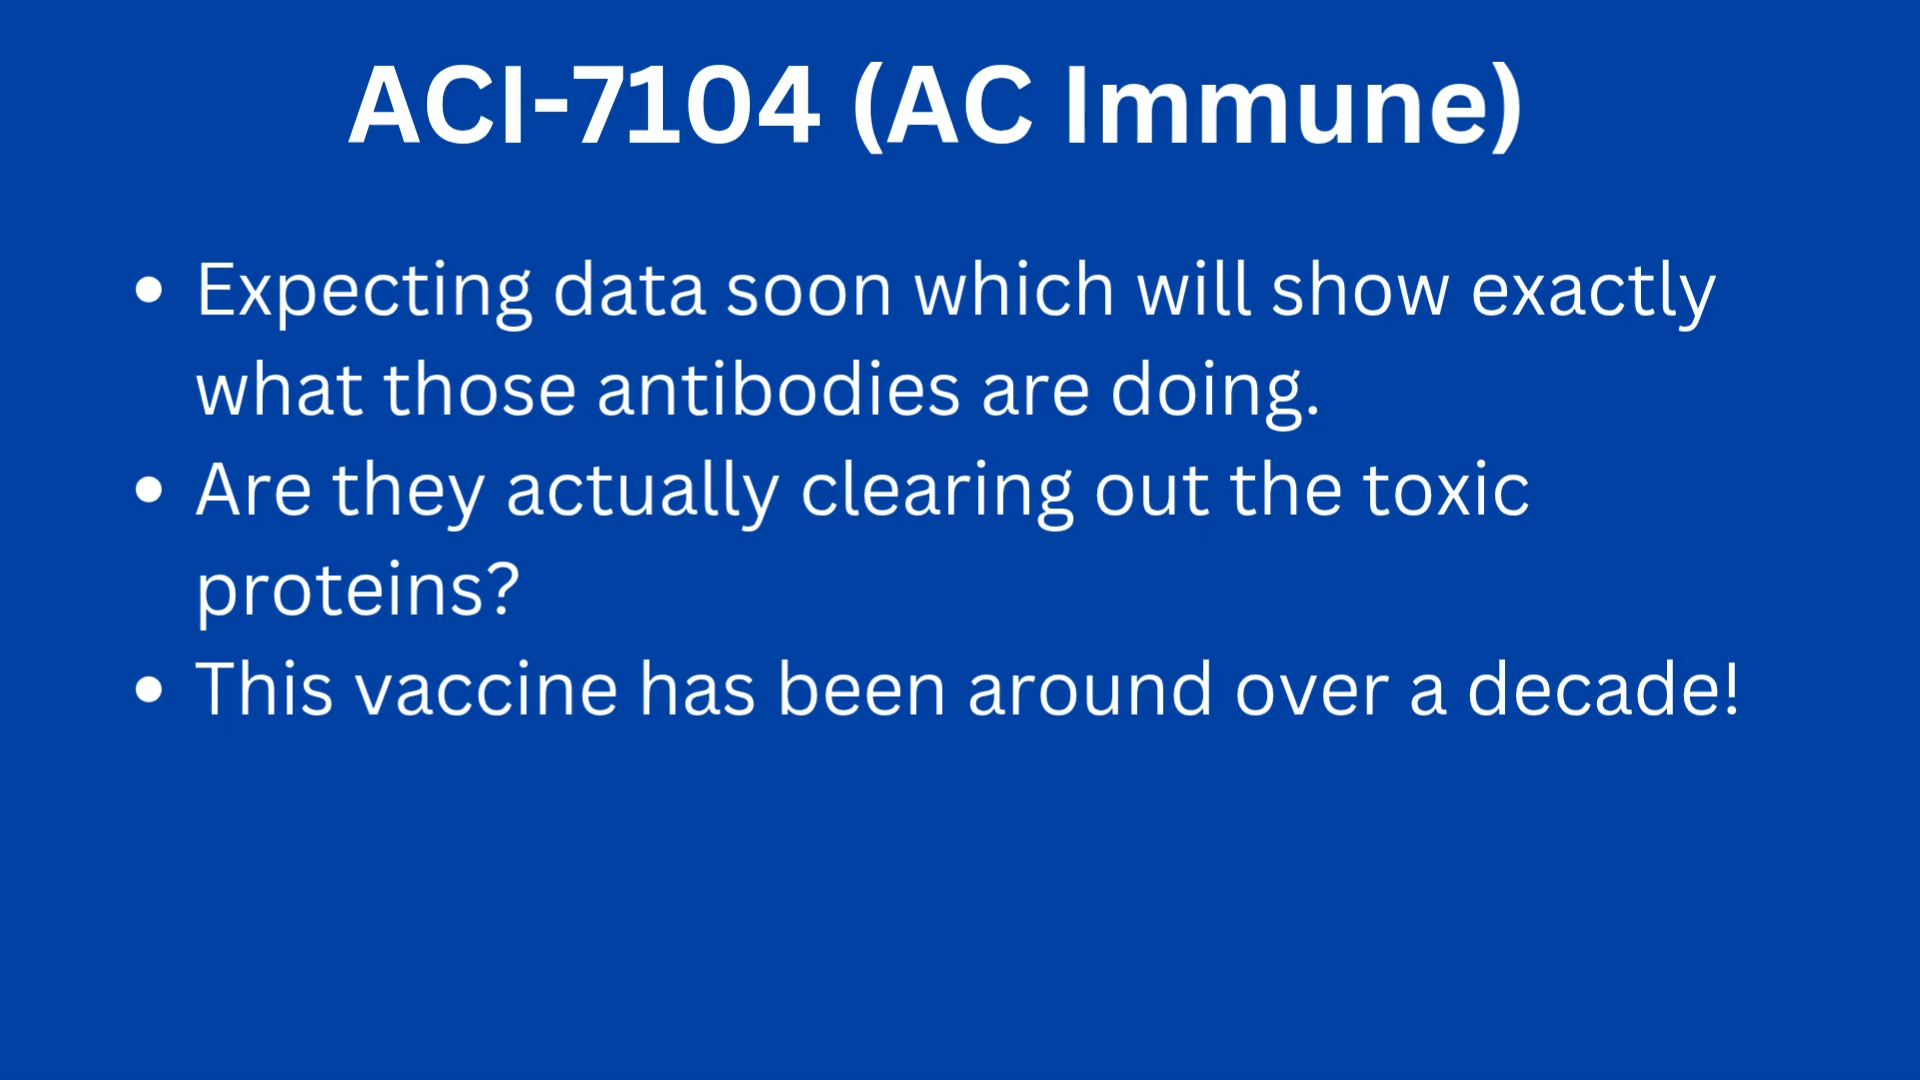 ACI-7104 (AC Immune)
• Expecting data soon which will show exactly
what those antibodies are doing.
• Are they actually clearing out the toxic
proteins?
• This vaccine has been around over a decade!